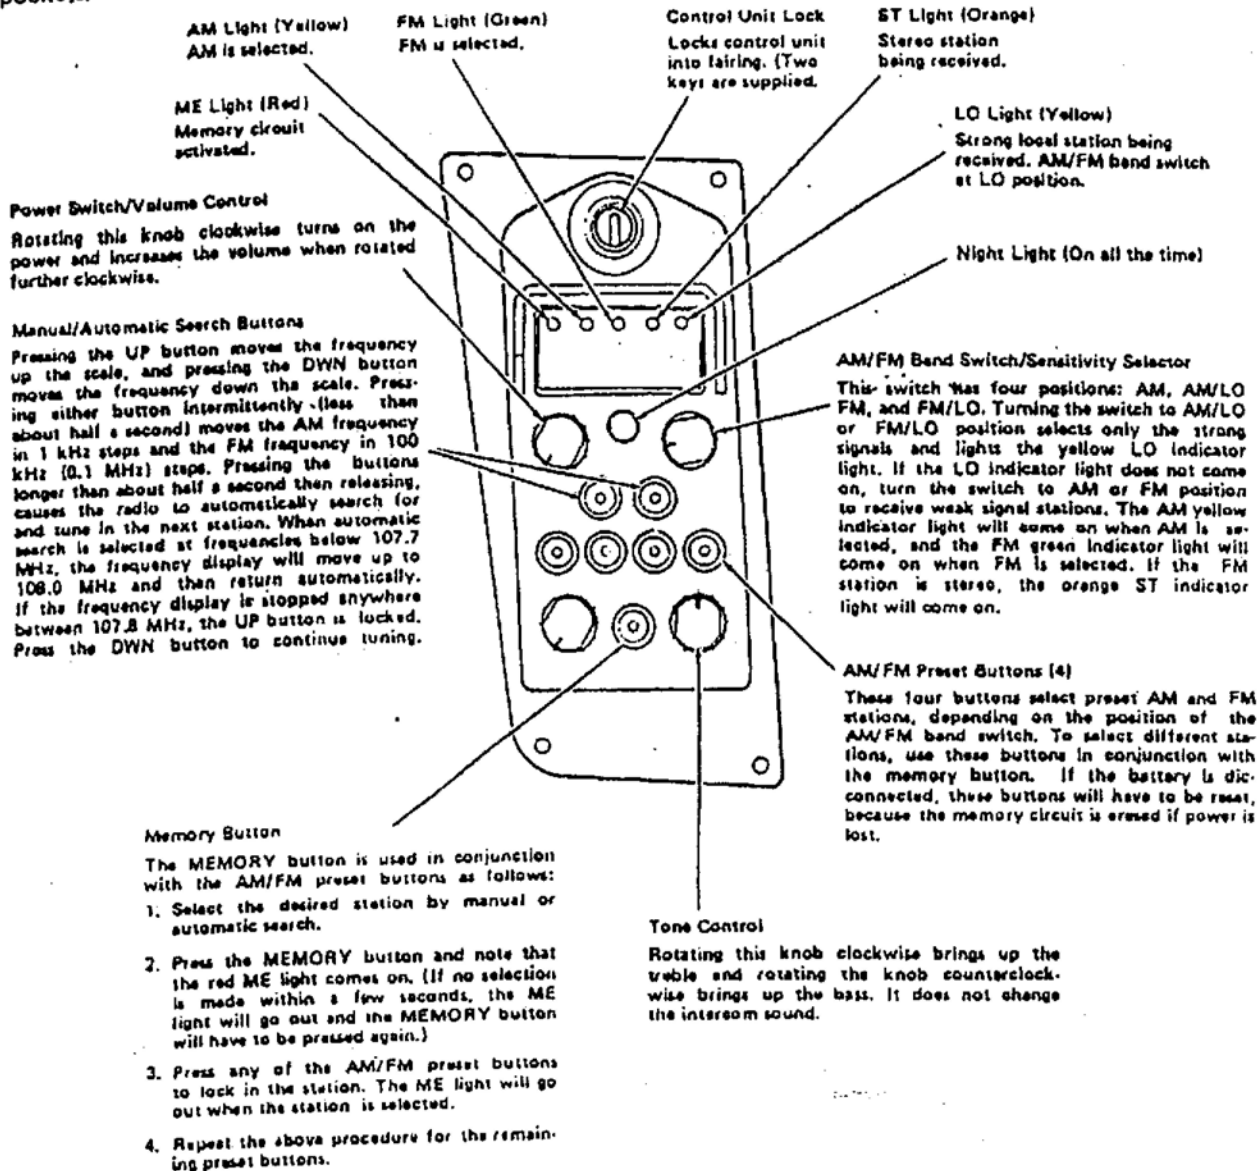 AM Light (Yellow)
AM is selected.
FM Light (Green)
FM is selected.
Control Unit Lock
Locks control unit
into fairing. (Two
keys are supplied.
ST Light (Orange)
Stereo station
being received.
ME Light (Red)
Memory circuit
activated.
LO Light (Yellow)
Strong local station being
received. AM/FM band switch
at LO position.
Power Switch/Volume Control
Rotating this knob clockwise turns on the
power and increases the volume when rotated
further clockwise.
Night Light (On all the time)
Manual/Automatic Search Buttons
Pressing the UP button moves the frequency
up the scale, and pressing the DWN button
moves the frequency down the scale. Press-
ing either button intermittently (less than
about half a second) moves the AM frequency
in 1 kHz steps and the FM frequency in 100
kHz (0.1 MHz) steps. Pressing the buttons
longer than about half a second then releasing,
causes the radio to automatically search for
and tune in the next station. When automatic
search is selected at frequencies below 107.7
MHz, the frequency display will move up to
108.0 MHz and then return automatically.
If the frequency display is stopped anywhere
between 107.8 MHz, the UP button is locked.
Press the DWN button to continue tuning.
AM/FM Band Switch/Sensitivity Selector
This switch has four positions: AM, AM/LO
FM, and FM/LO. Turning the switch to AM/LO
or FM/LO position selects only the strong
signals and lights the yellow LO indicator
light. If the LO indicator light does not come
on, turn the switch to AM or FM position
to receive weak signal stations. The AM yellow
indicator light will come on when AM is se-
lected, and the FM green indicator light will
come on when FM is selected. If the FM
station is stereo, the orange ST indicator
light will come on.
AM/FM Preset Buttons (4)
These four buttons select preset AM and FM
stations, depending on the position of the
AM/FM band switch. To select different sta-
tions, use these buttons in conjunction with
the memory button. If the battery is dic-
connected, these buttons will have to be reset,
because the memory circuit is erased if power is
lost.
Memory Button
The MEMORY button is used in conjunction
with the AM/FM preset buttons as follows:
1. Select the desired station by manual or
automatic search.
2. Press the MEMORY button and note that
the red ME light comes on. (If no selection
is made within a few seconds, the ME
light will go out and the MEMORY button
will have to be pressed again.)
3. Press any of the AM/FM preset buttons
to lock in the station. The ME light will go
out when the station is selected.
4. Repeat the above procedure for the remain-
ing preset buttons.
Tone Control
Rotating this knob clockwise brings up the
treble and rotating the knob counterclock-
wise brings up the bass. It does not change
the intercom sound.